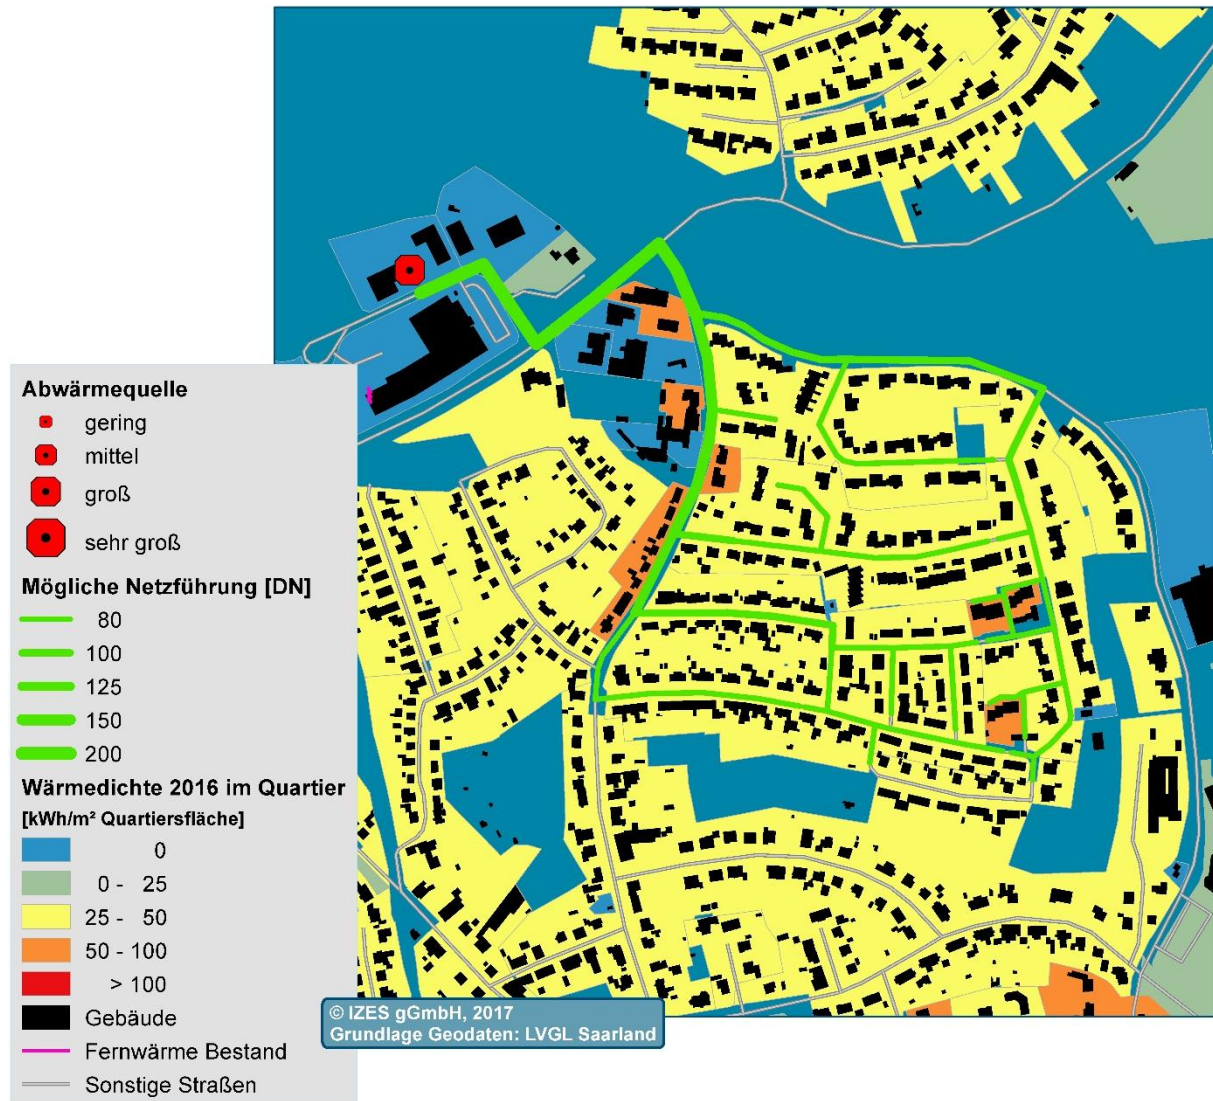 Abwärmequelle
gering
mittel
groß
sehr groß
Mögliche Netzführung [DN]
80
100
125
150
200
Wärmedichte 2016 im Quartier
[kWh/m² Quartiersfläche]
0
0 - 25
25 - 50
50 - 100
> 100
Gebäude
Fernwärme Bestand
Sonstige Straßen
© IZES gGmbH, 2017
Grundlage Geodaten: LVGL Saarland